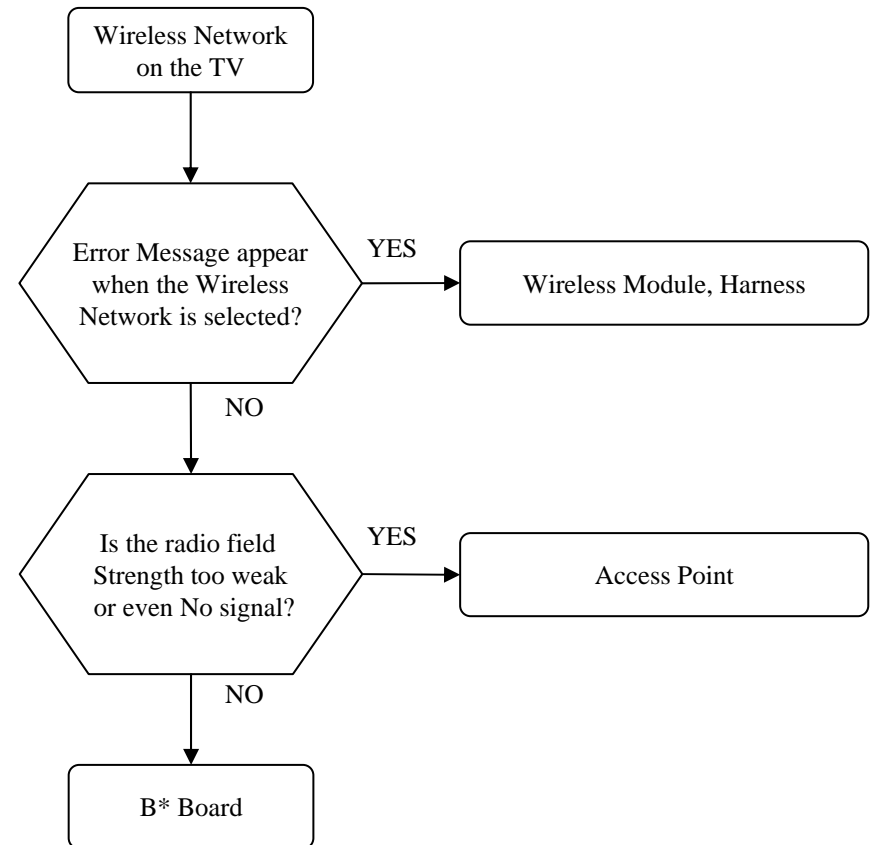 Wireless Network
on the TV
Error Message appear
when the Wireless
Network is selected?
YES
Wireless Module, Harness
NO
Is the radio field
Strength too weak
or even No signal?
YES
Access Point
NO
B* Board